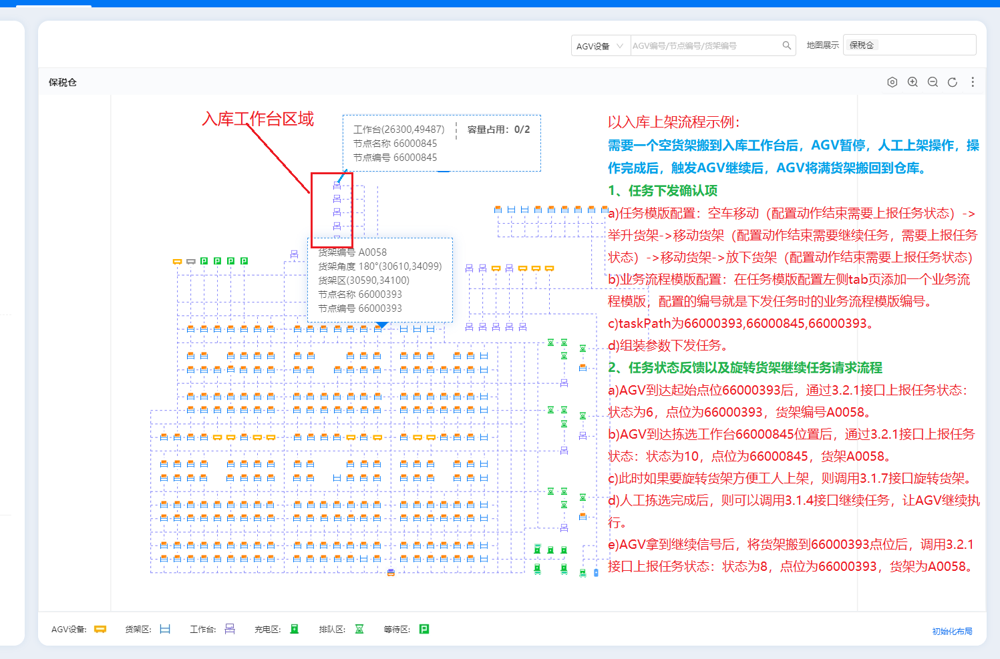 AGV设备
AGV编号/节点编号/货架编号
地图展示
保税仓
保税仓
入库工作台区域
工作台(26300,49487)
容量占用：0/2
节点名称 66000845
节点编号 66000845
货架编号 A0058
货架角度 180°(30610,34099)
货架区(30590,34100)
节点名称 66000393
节点编号 66000393
以入库上架流程示例：
需要一个空货架搬到入库工作台后，AGV暂停，人工上架操作，操
作完成后，触发AGV继续后，AGV将满货架搬回到仓库。
1、任务下发确认项
a)任务模版配置：空车移动（配置动作结束需要上报任务状态）->
举升货架->移动货架（配置动作结束需要继续任务，需要上报任务
状态）->移动货架->放下货架（配置动作结束需要上报任务状态）
b)业务流程模版配置：在任务模版配置左侧tab页添加一个业务流
程模版，配置的编号就是下发任务时的业务流程模版编号。
c)taskPath为66000393,66000845,66000393。
d)组装参数下发任务。
2、任务状态反馈以及旋转货架继续任务请求流程
a)AGV到达起始点位66000393后，通过3.2.1接口上报任务状态：
状态为6，点位为66000393，货架编号A0058。
b)AGV到达拣选工作台66000845位置后，通过3.2.1接口上报任务
状态：状态为10，点位为66000845，货架A0058。
c)此时如果要旋转货架方便工人上架，则调用3.1.7接口旋转货架。
d)人工拣选完成后，则可以调用3.1.4接口继续任务，让AGV继续执
行。
e)AGV拿到继续信号后，将货架搬到66000393点位后，调用3.2.1
接口上报任务状态：状态为8，点位为66000393，货架为A0058。
AGV设备:
货架区:
工作台:
充电区:
排队区:
等待区:
初始化布局